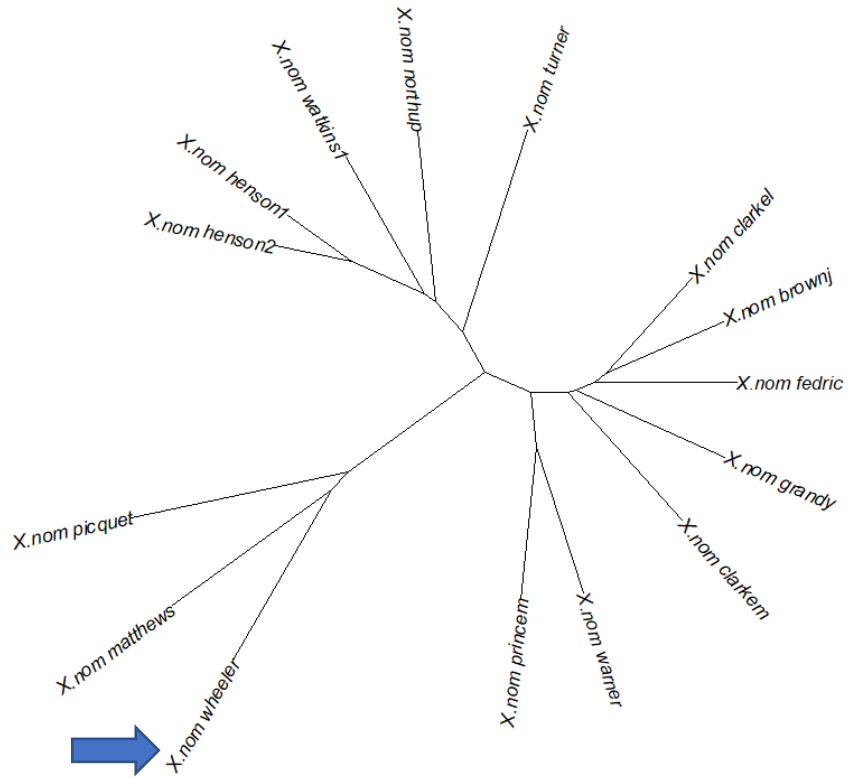 X.nom northup
X.nom turner
X.nom watkins1
X.nom henson1
X.nom henson2
X.nom clarkel
X.nom brownj
X.nom fedric
X.nom grandy
X.nom clarkem
X.nom picquet
X.nom matthews
X.nom wheeler
X.nom princem
X.nom warner